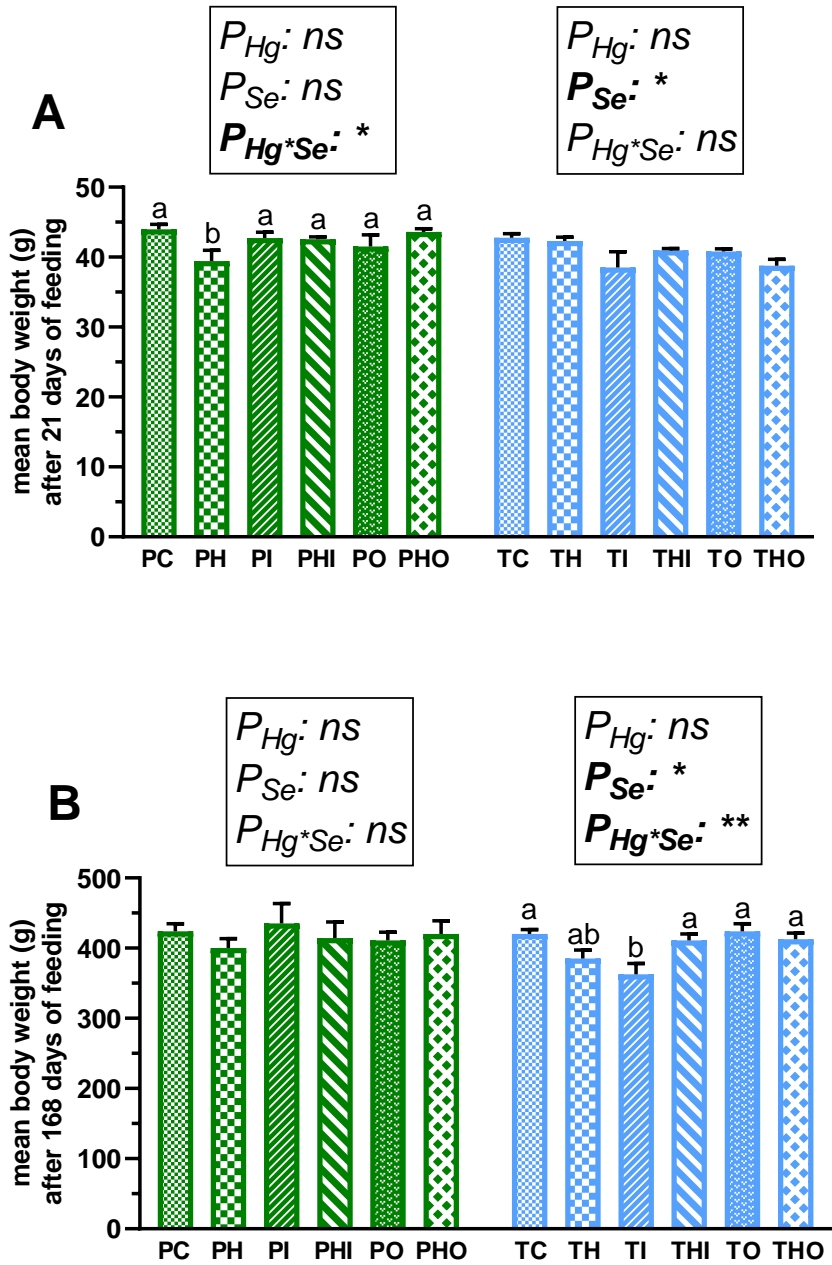 P_Hg: ns
P_Se: ns
P_Hg*Se: *
P_Hg: ns
P_Se: *
P_Hg*Se: ns
A
mean body weight (g)
after 21 days of feeding
50
40
30
20
10
0
a b a a a a
PC PH PI PHI PO PHO TC TH TI THI TO THO
P_Hg: ns
P_Se: ns
P_Hg*Se: ns
P_Hg: ns
P_Se: *
P_Hg*Se: **
B
mean body weight (g)
after 168 days of feeding
500
400
300
200
100
0
a ab b a a a
PC PH PI PHI PO PHO TC TH TI THI TO THO